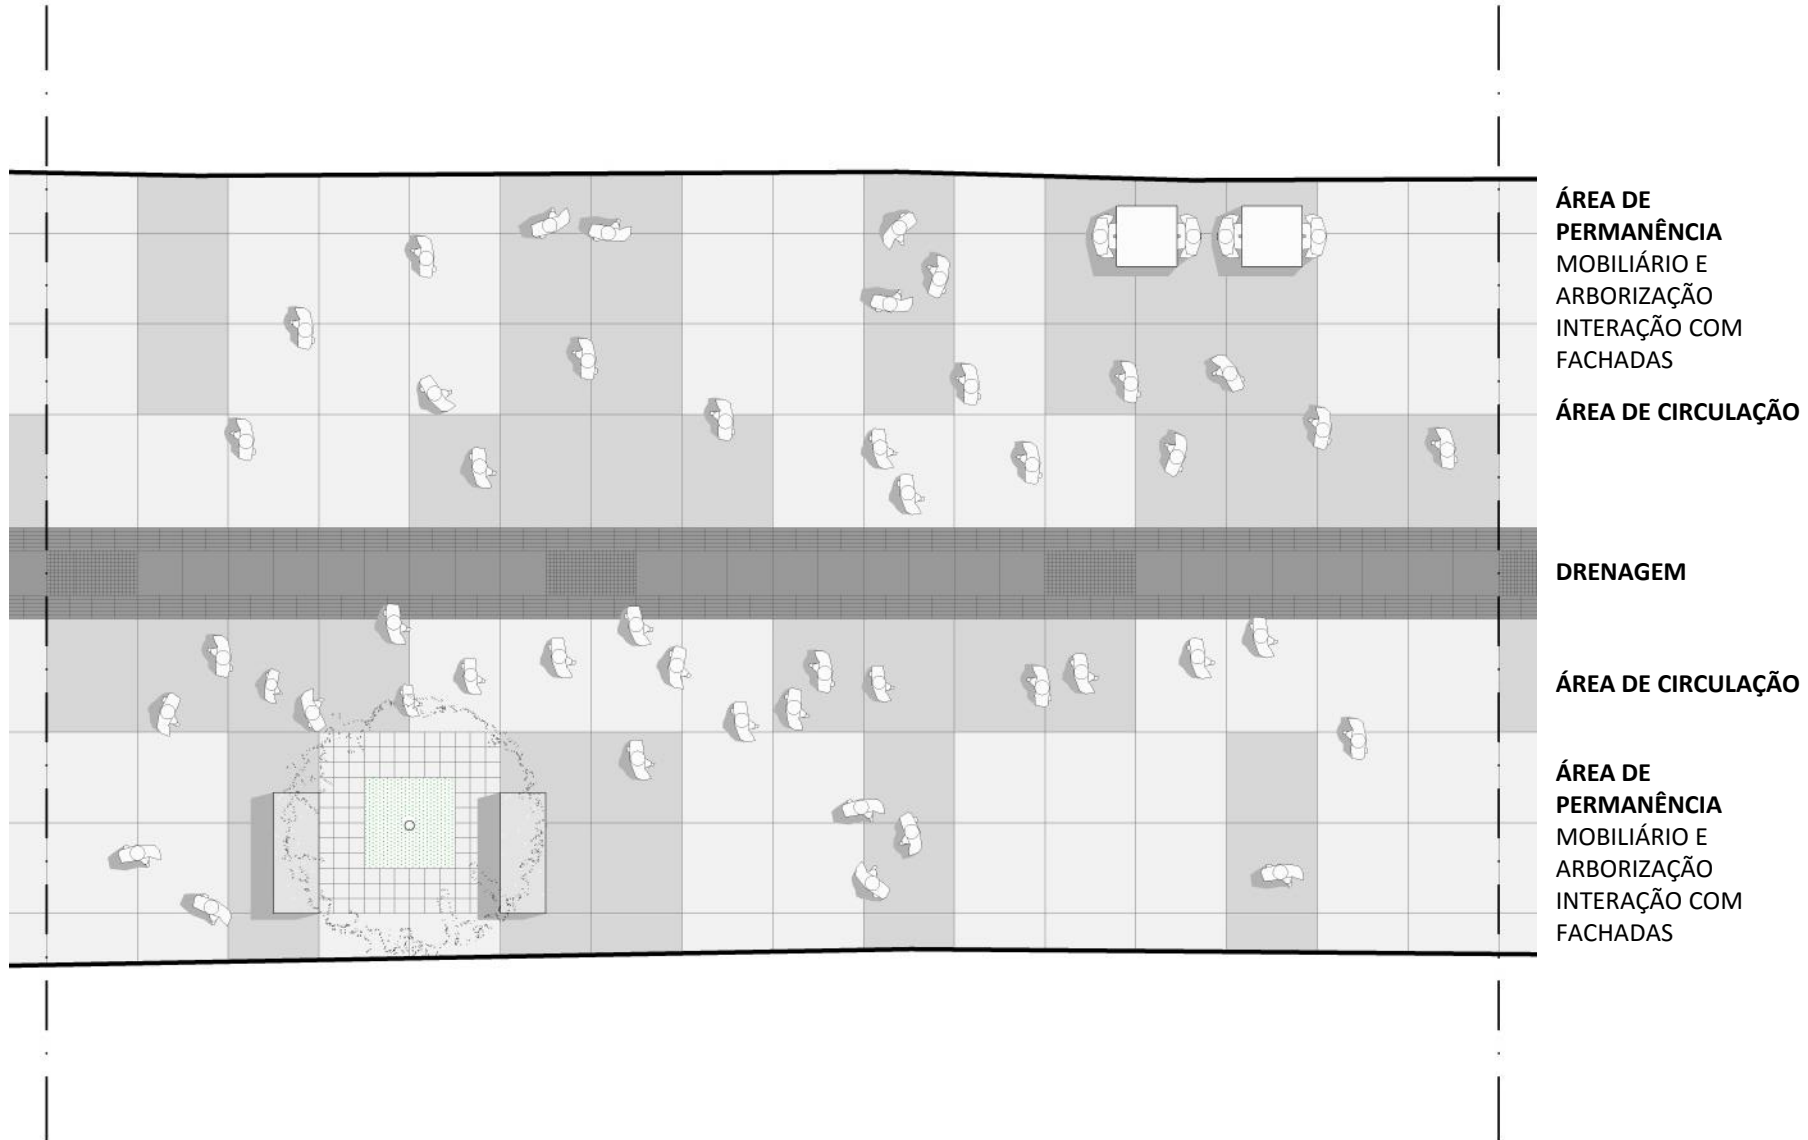 ÁREA DE
PERMANÊNCIA
MOBILIÁRIO E
ARBORIZAÇÃO
INTERAÇÃO COM
FACHADAS
ÁREA DE CIRCULAÇÃO
DRENAGEM
ÁREA DE CIRCULAÇÃO
ÁREA DE
PERMANÊNCIA
MOBILIÁRIO E
ARBORIZAÇÃO
INTERAÇÃO COM
FACHADAS